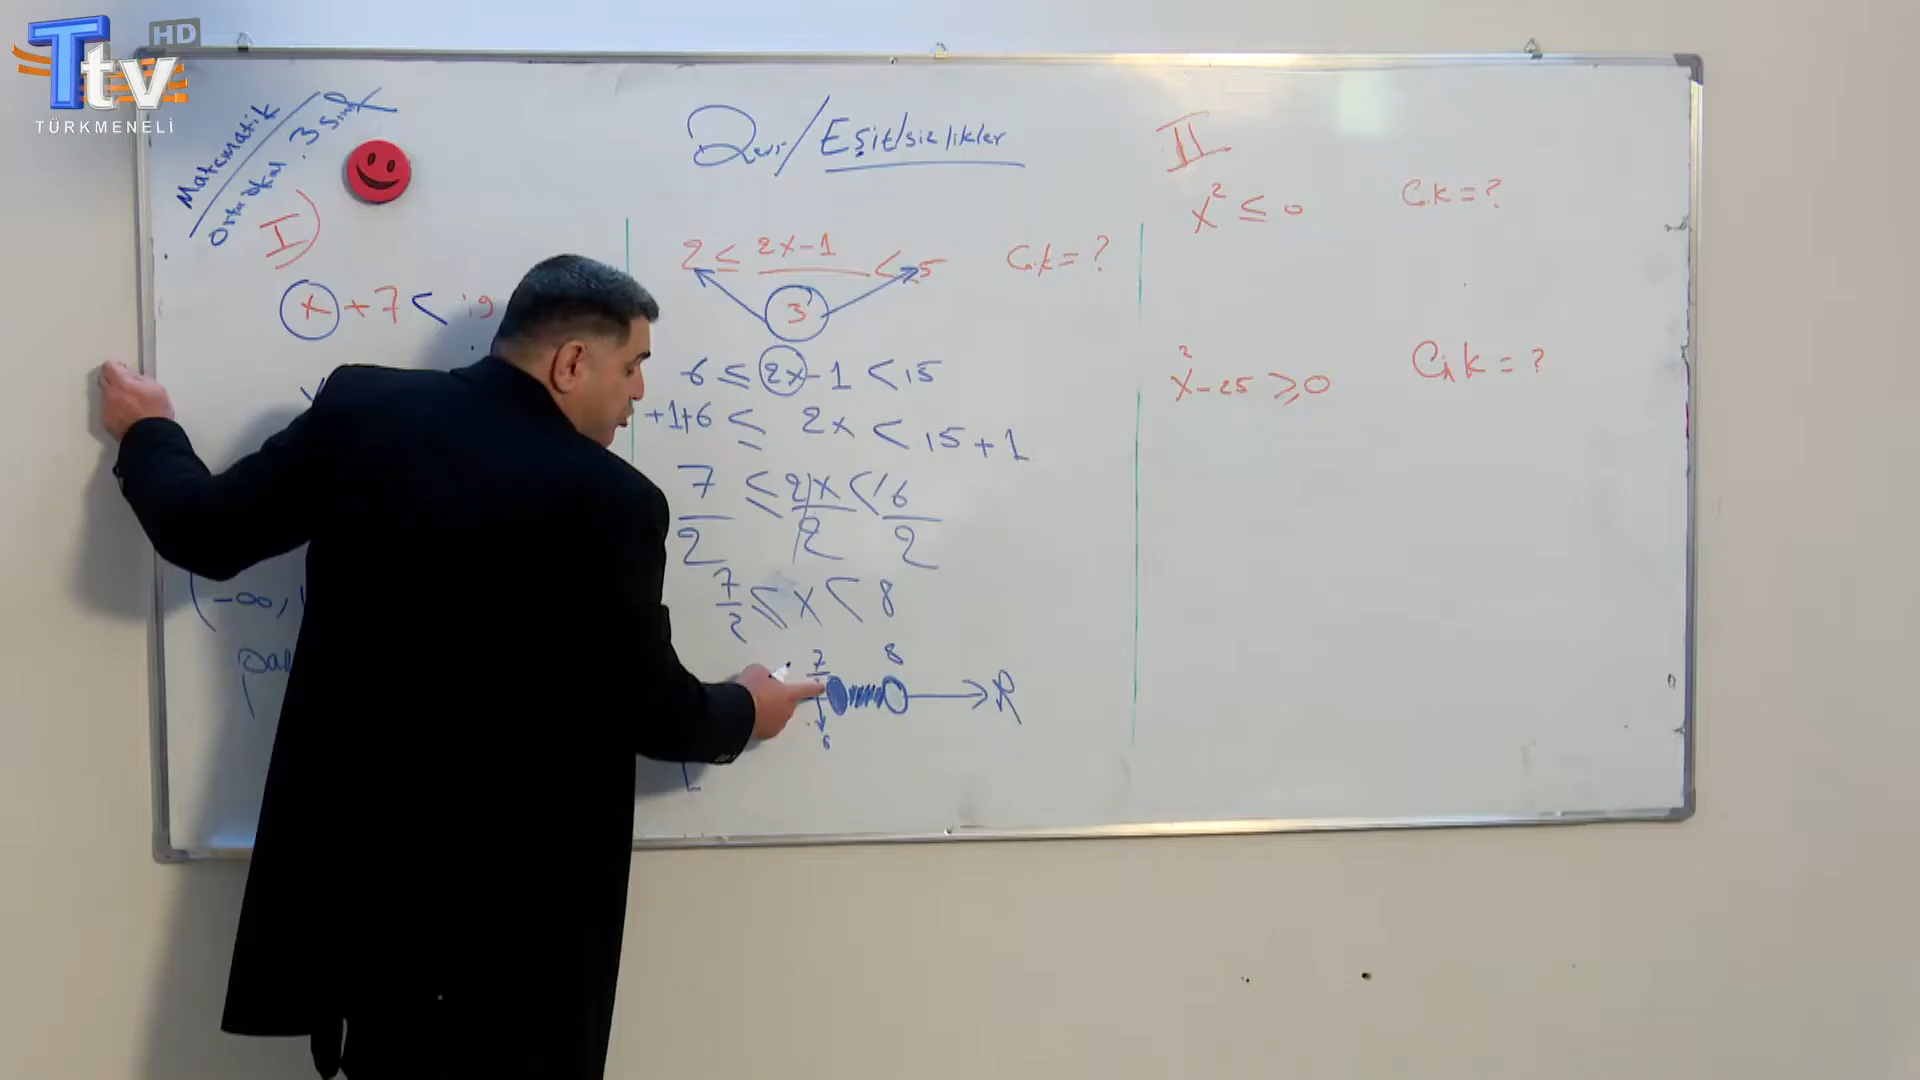 HD
Ttv
TÜRKMENELİ
Matematik
Orta okul. 3 sınıf
Eşitsizlikler
I)
x + 7 < 19
(-∞,
2 ≤ 2x-1 < 5 Ç.k = ?
3
6 ≤ 2x - 1 < 15
+1+6 ≤ 2x < 15 + 1
7 ≤ 2x < 16
2 2 2
7/2 ≤ x < 8
7 8
R
[
II
x² ≤ 0 Ç.k = ?
x² - 25 ≥ 0 Ç.k = ?